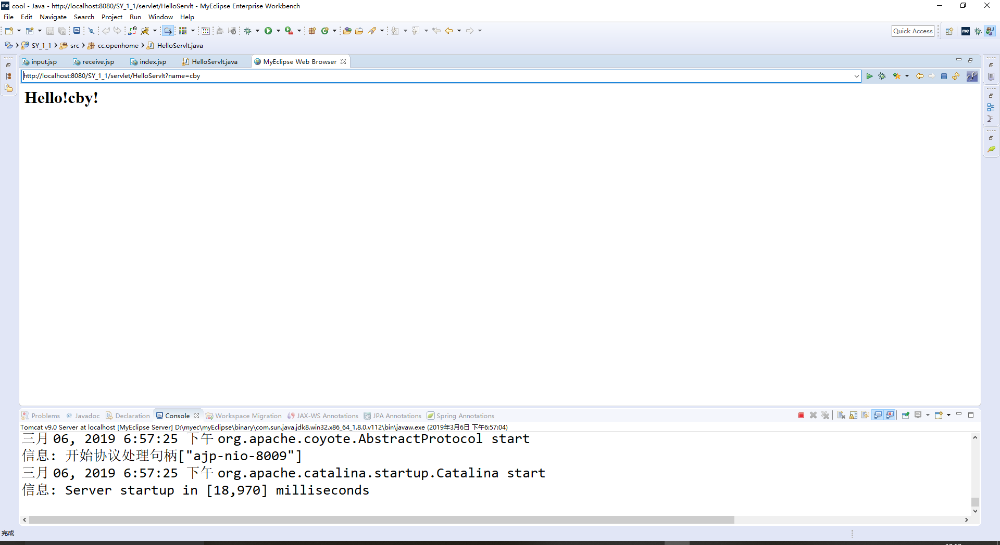 me cool - Java - http://localhost:8080/SY_1_1/servlet/HelloServlt - MyEclipse Enterprise Workbench
File Edit Navigate Search Project Run Window Help
Quick Access me
SY_1_1 src cc.openhome HelloServlt.java
input.jsp receive.jsp index.jsp HelloServlt.java MyEclipse Web Browser
http://localhost:8080/SY_1_1/servlet/HelloServlt?name=cby
Hello!cby!
Problems @ Javadoc Declaration Console Workspace Migration JAX-WS Annotations JPA Annotations Spring Annotations
Tomcat v9.0 Server at localhost [MyEclipse Server] D:\myec\myEclipse\binary\com.sun.java.jdk8.win32.x86_64_1.8.0.v112\bin\javaw.exe (2019年3月6日 下午6:57:04)
三月 06, 2019 6:57:25 下午 org.apache.coyote.AbstractProtocol start
信息: 开始协议处理句柄["ajp-nio-8009"]
三月 06, 2019 6:57:25 下午 org.apache.catalina.startup.Catalina start
信息: Server startup in [18,970] milliseconds
完成